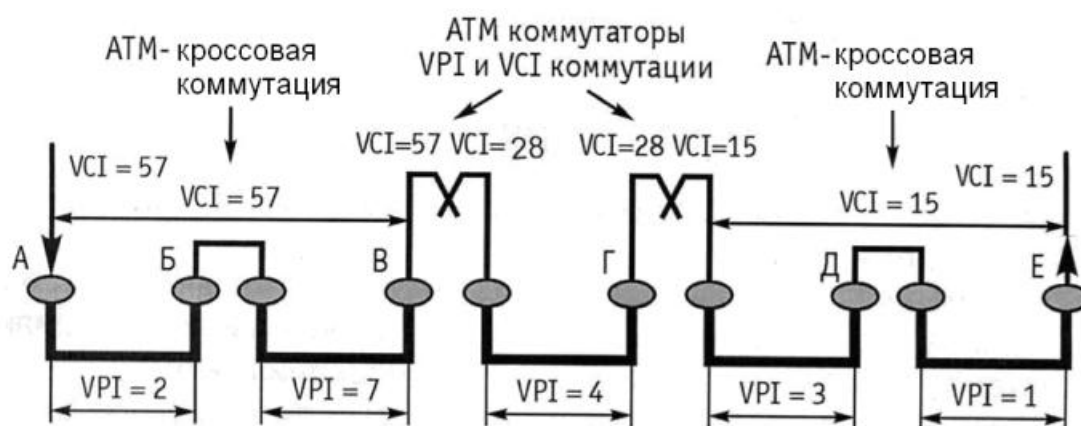 АТМ- кроссовая
коммутация
АТМ коммутаторы
VPI и VCI коммутации
АТМ-кроссовая
коммутация
VCI = 57
VCI = 57
VCI=57 VCI= 28
VCI=28 VCI=15
VCI = 15
VCI = 15
А Б В Г Д Е
VPI = 2 VPI = 7 VPI = 4 VPI = 3 VPI = 1